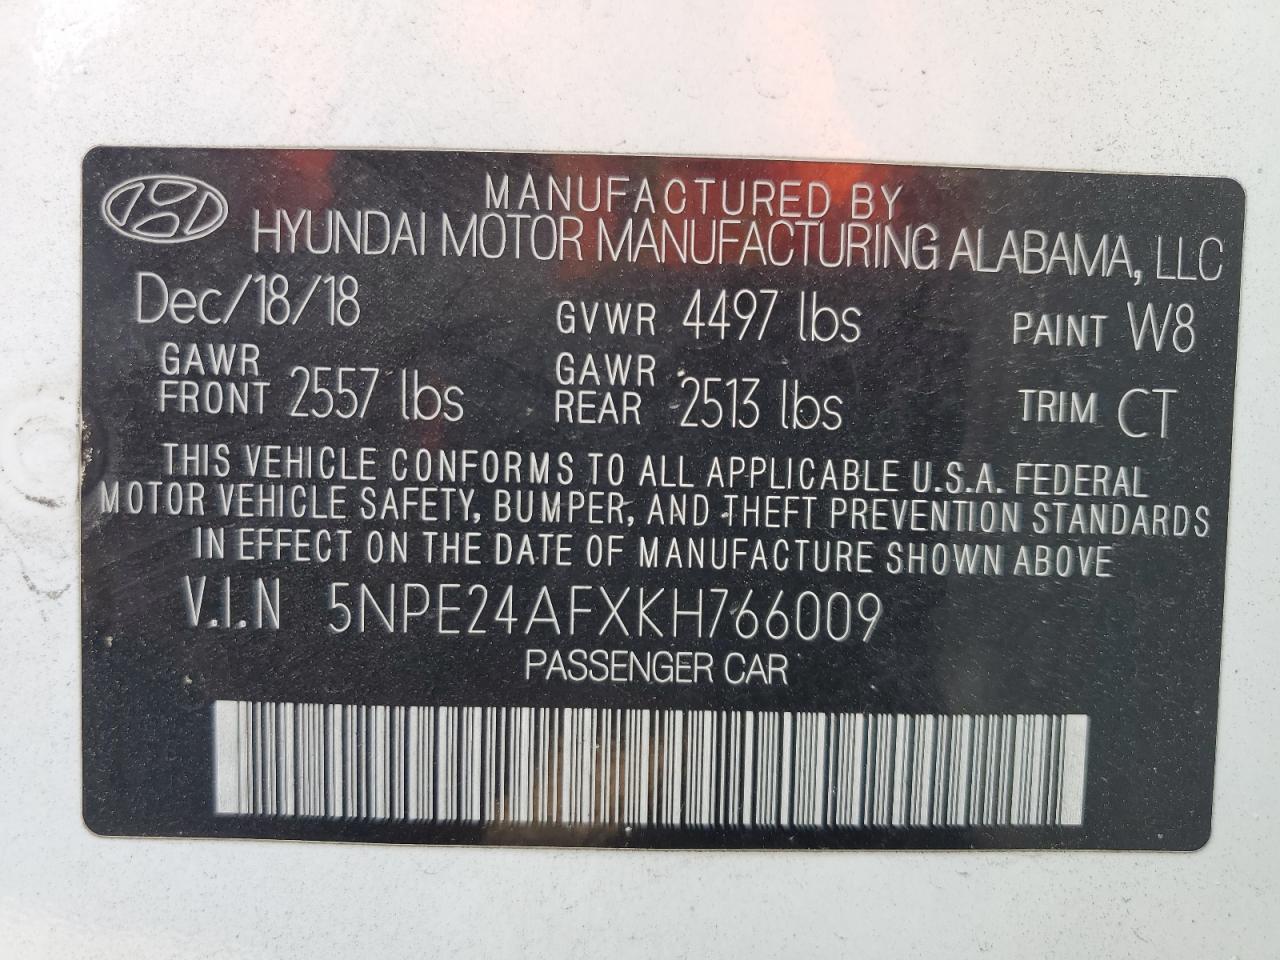 MANUFACTURED BY
HYUNDAI MOTOR MANUFACTURING ALABAMA, LLC
Dec/18/18 GVWR 4497 lbs PAINT W8
GAWR FRONT 2557 lbs GAWR REAR 2513 lbs TRIM CT
THIS VEHICLE CONFORMS TO ALL APPLICABLE U.S.A. FEDERAL
MOTOR VEHICLE SAFETY, BUMPER, AND THEFT PREVENTION STANDARDS
IN EFFECT ON THE DATE OF MANUFACTURE SHOWN ABOVE
V.I.N 5NPE24AFXKH766009
PASSENGER CAR